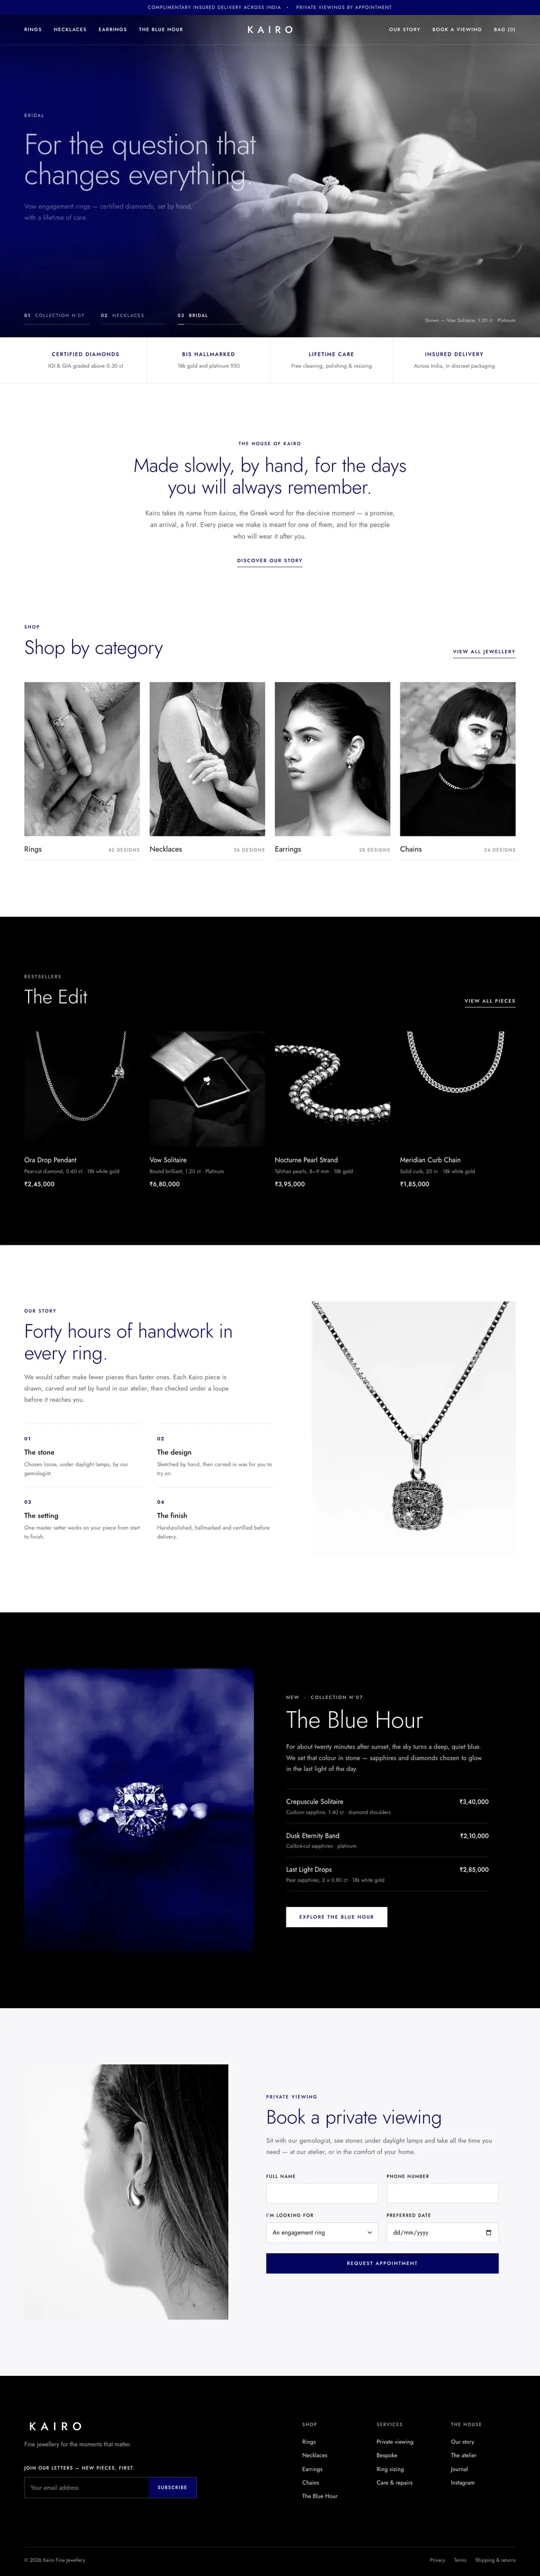 COMPLIMENTARY INSURED DELIVERY ACROSS INDIA • PRIVATE VIEWINGS BY APPOINTMENT
RINGS NECKLACES EARRINGS THE BLUE HOUR KAIRO OUR STORY BOOK A VIEWING BAG (0)
BRIDAL
For the question that
changes everything.
Vow engagement rings — certified diamonds, set by hand,
with a lifetime of care.
01 COLLECTION N°07 02 NECKLACES 03 BRIDAL
Shown — Vow Solitaire, 1.20 ct · Platinum
CERTIFIED DIAMONDS
IGI & GIA graded above 0.30 ct
BIS HALLMARKED
18k gold and platinum 950
LIFETIME CARE
Free cleaning, polishing & resizing
INSURED DELIVERY
Across India, in discreet packaging
THE HOUSE OF KAIRO
Made slowly, by hand, for the days
you will always remember.
Kairo takes its name from kairos, the Greek word for the decisive moment — a promise,
an arrival, a first. Every piece we make is meant for one of them, and for the people
who will wear it after you.
DISCOVER OUR STORY
SHOP
Shop by category
VIEW ALL JEWELLERY
Rings 42 DESIGNS
Necklaces 36 DESIGNS
Earrings 28 DESIGNS
Chains 24 DESIGNS
BESTSELLERS
The Edit
VIEW ALL PIECES
Ora Drop Pendant
Pear-cut diamond, 0.60 ct · 18k white gold
₹2,45,000
Vow Solitaire
Round brilliant, 1.20 ct · Platinum
₹6,80,000
Nocturne Pearl Strand
Tahitian pearls, 8–9 mm · 18k gold
₹3,95,000
Meridian Curb Chain
Solid curb, 20 in · 18k white gold
₹1,85,000
OUR STORY
Forty hours of handwork in
every ring.
We would rather make fewer pieces than faster ones. Each Kairo piece is
drawn, carved and set by hand in our atelier, then checked under a loupe
before it reaches you.
01
The stone
Chosen loose, under daylight lamps, by our
gemologist.
02
The design
Sketched by hand, then carved in wax for you to
try on.
03
The setting
One master setter works on your piece from start
to finish.
04
The finish
Hand-polished, hallmarked and certified before
delivery.
NEW · COLLECTION N°07
The Blue Hour
For about twenty minutes after sunset, the sky turns a deep, quiet blue.
We set that colour in stone — sapphires and diamonds chosen to glow
in the last light of the day.
Crepuscule Solitaire ₹3,40,000
Cushion sapphire, 1.40 ct · diamond shoulders
Dusk Eternity Band ₹2,10,000
Calibré-cut sapphires · platinum
Last Light Drops ₹2,85,000
Pear sapphires, 2 × 0.80 ct · 18k white gold
EXPLORE THE BLUE HOUR
PRIVATE VIEWING
Book a private viewing
Sit with our gemologist, see stones under daylight lamps and take all the time you
need — at our atelier, or in the comfort of your home.
FULL NAME
PHONE NUMBER
I'M LOOKING FOR
An engagement ring
PREFERRED DATE
dd/mm/yyyy
REQUEST APPOINTMENT
KAIRO
Fine jewellery for the moments that matter.
JOIN OUR LETTERS — NEW PIECES, FIRST.
Your email address SUBSCRIBE
SHOP
Rings
Necklaces
Earrings
Chains
The Blue Hour
SERVICES
Private viewing
Bespoke
Ring sizing
Care & repairs
THE HOUSE
Our story
The atelier
Journal
Instagram
© 2026 Kairo Fine Jewellery
Privacy Terms Shipping & returns